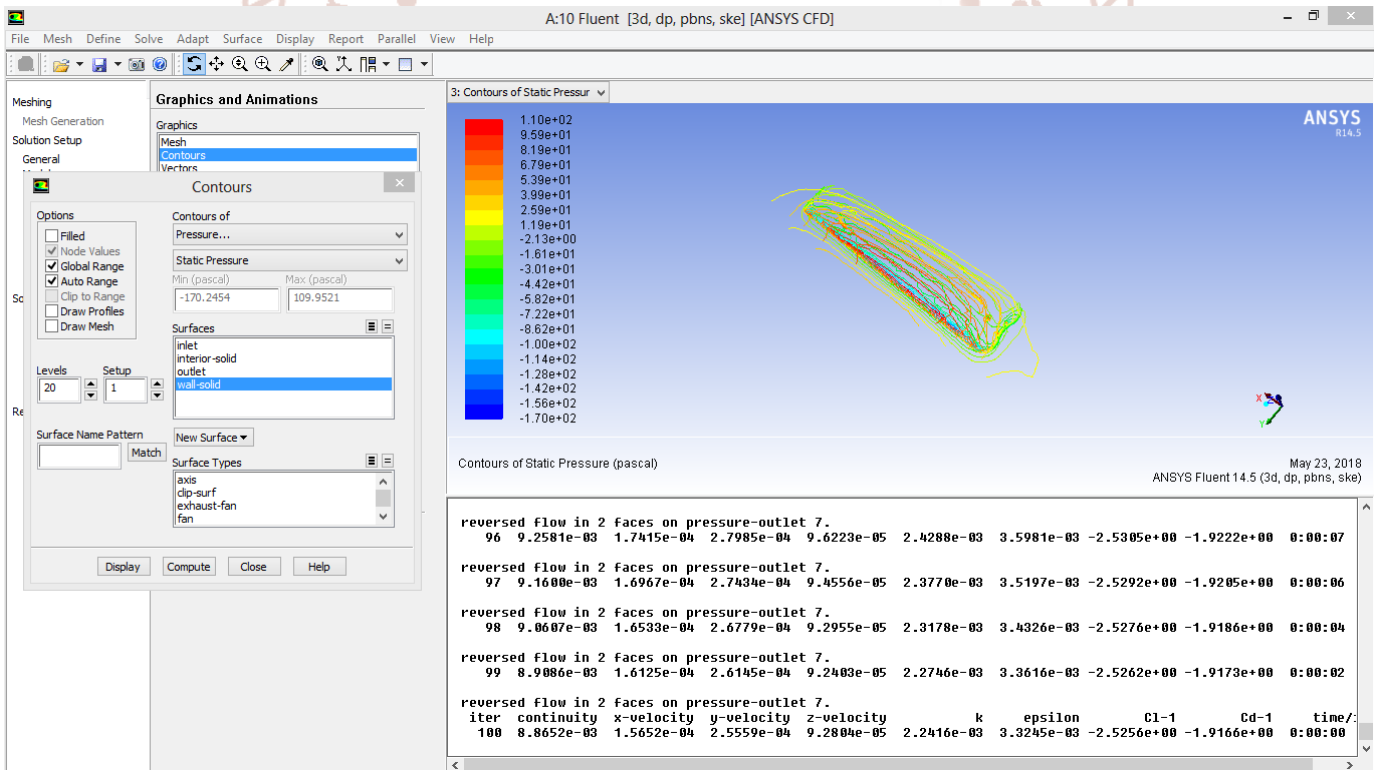 A:10 Fluent [3d, dp, pbns, ske] [ANSYS CFD]
File Mesh Define Solve Adapt Surface Display Report Parallel View Help
Meshing
Mesh Generation
Solution Setup
General
Graphics and Animations
Graphics
Mesh
Contours
Vectors
Contours
Options
Filled
Node Values
Global Range
Auto Range
Clip to Range
Draw Profiles
Draw Mesh
Levels
20
Setup
1
Surface Name Pattern
Match
Contours of
Pressure...
Static Pressure
Min (pascal)
-170.2454
Max (pascal)
109.9521
Surfaces
inlet
interior-solid
outlet
wall-solid
New Surface
Surface Types
axis
clip-surf
exhaust-fan
fan
Display Compute Close Help
3: Contours of Static Pressur
1.10e+02
9.59e+01
8.19e+01
6.79e+01
5.39e+01
3.99e+01
2.59e+01
1.19e+01
-2.13e+00
-1.61e+01
-3.01e+01
-4.42e+01
-5.82e+01
-7.22e+01
-8.62e+01
-1.00e+02
-1.14e+02
-1.28e+02
-1.42e+02
-1.56e+02
-1.70e+02
ANSYS
R14.5
X
Y
Contours of Static Pressure (pascal)
May 23, 2018
ANSYS Fluent 14.5 (3d, dp, pbns, ske)
reversed flow in 2 faces on pressure-outlet 7.
96 9.2581e-03 1.7415e-04 2.7985e-04 9.6223e-05 2.4288e-03 3.5981e-03 -2.5305e+00 -1.9222e+00 0:00:07
reversed flow in 2 faces on pressure-outlet 7.
97 9.1600e-03 1.6967e-04 2.7434e-04 9.4556e-05 2.3770e-03 3.5197e-03 -2.5292e+00 -1.9205e+00 0:00:06
reversed flow in 2 faces on pressure-outlet 7.
98 9.0607e-03 1.6533e-04 2.6779e-04 9.2955e-05 2.3178e-03 3.4326e-03 -2.5276e+00 -1.9186e+00 0:00:04
reversed flow in 2 faces on pressure-outlet 7.
99 8.9086e-03 1.6125e-04 2.6145e-04 9.2403e-05 2.2746e-03 3.3616e-03 -2.5262e+00 -1.9173e+00 0:00:02
reversed flow in 2 faces on pressure-outlet 7.
iter continuity x-velocity y-velocity z-velocity k epsilon Cl-1 Cd-1 time/
100 8.8652e-03 1.5652e-04 2.5559e-04 9.2804e-05 2.2416e-03 3.3245e-03 -2.5256e+00 -1.9166e+00 0:00:00